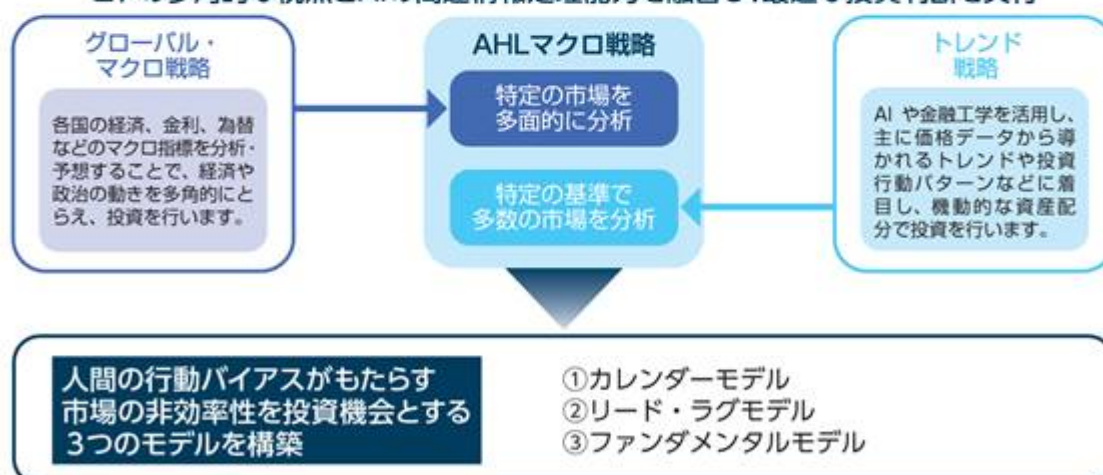 グローバル・
マクロ戦略
各国の経済、金利、為替
などのマクロ指標を分析・
予想することで、経済や
政治の動きを多角的にと
らえ、投資を行います。
AHLマクロ戦略
特定の市場を
多面的に分析
特定の基準で
多数の市場を分析
トレンド
戦略
AI や金融工学を活用し、
主に価格データから導
かれるトレンドや投資
行動パターンなどに着
目し、機動的な資産配
分で投資を行います。
人間の行動バイアスがもたらす
市場の非効率性を投資機会とする
3つのモデルを構築
①カレンダーモデル
②リード・ラグモデル
③ファンダメンタルモデル